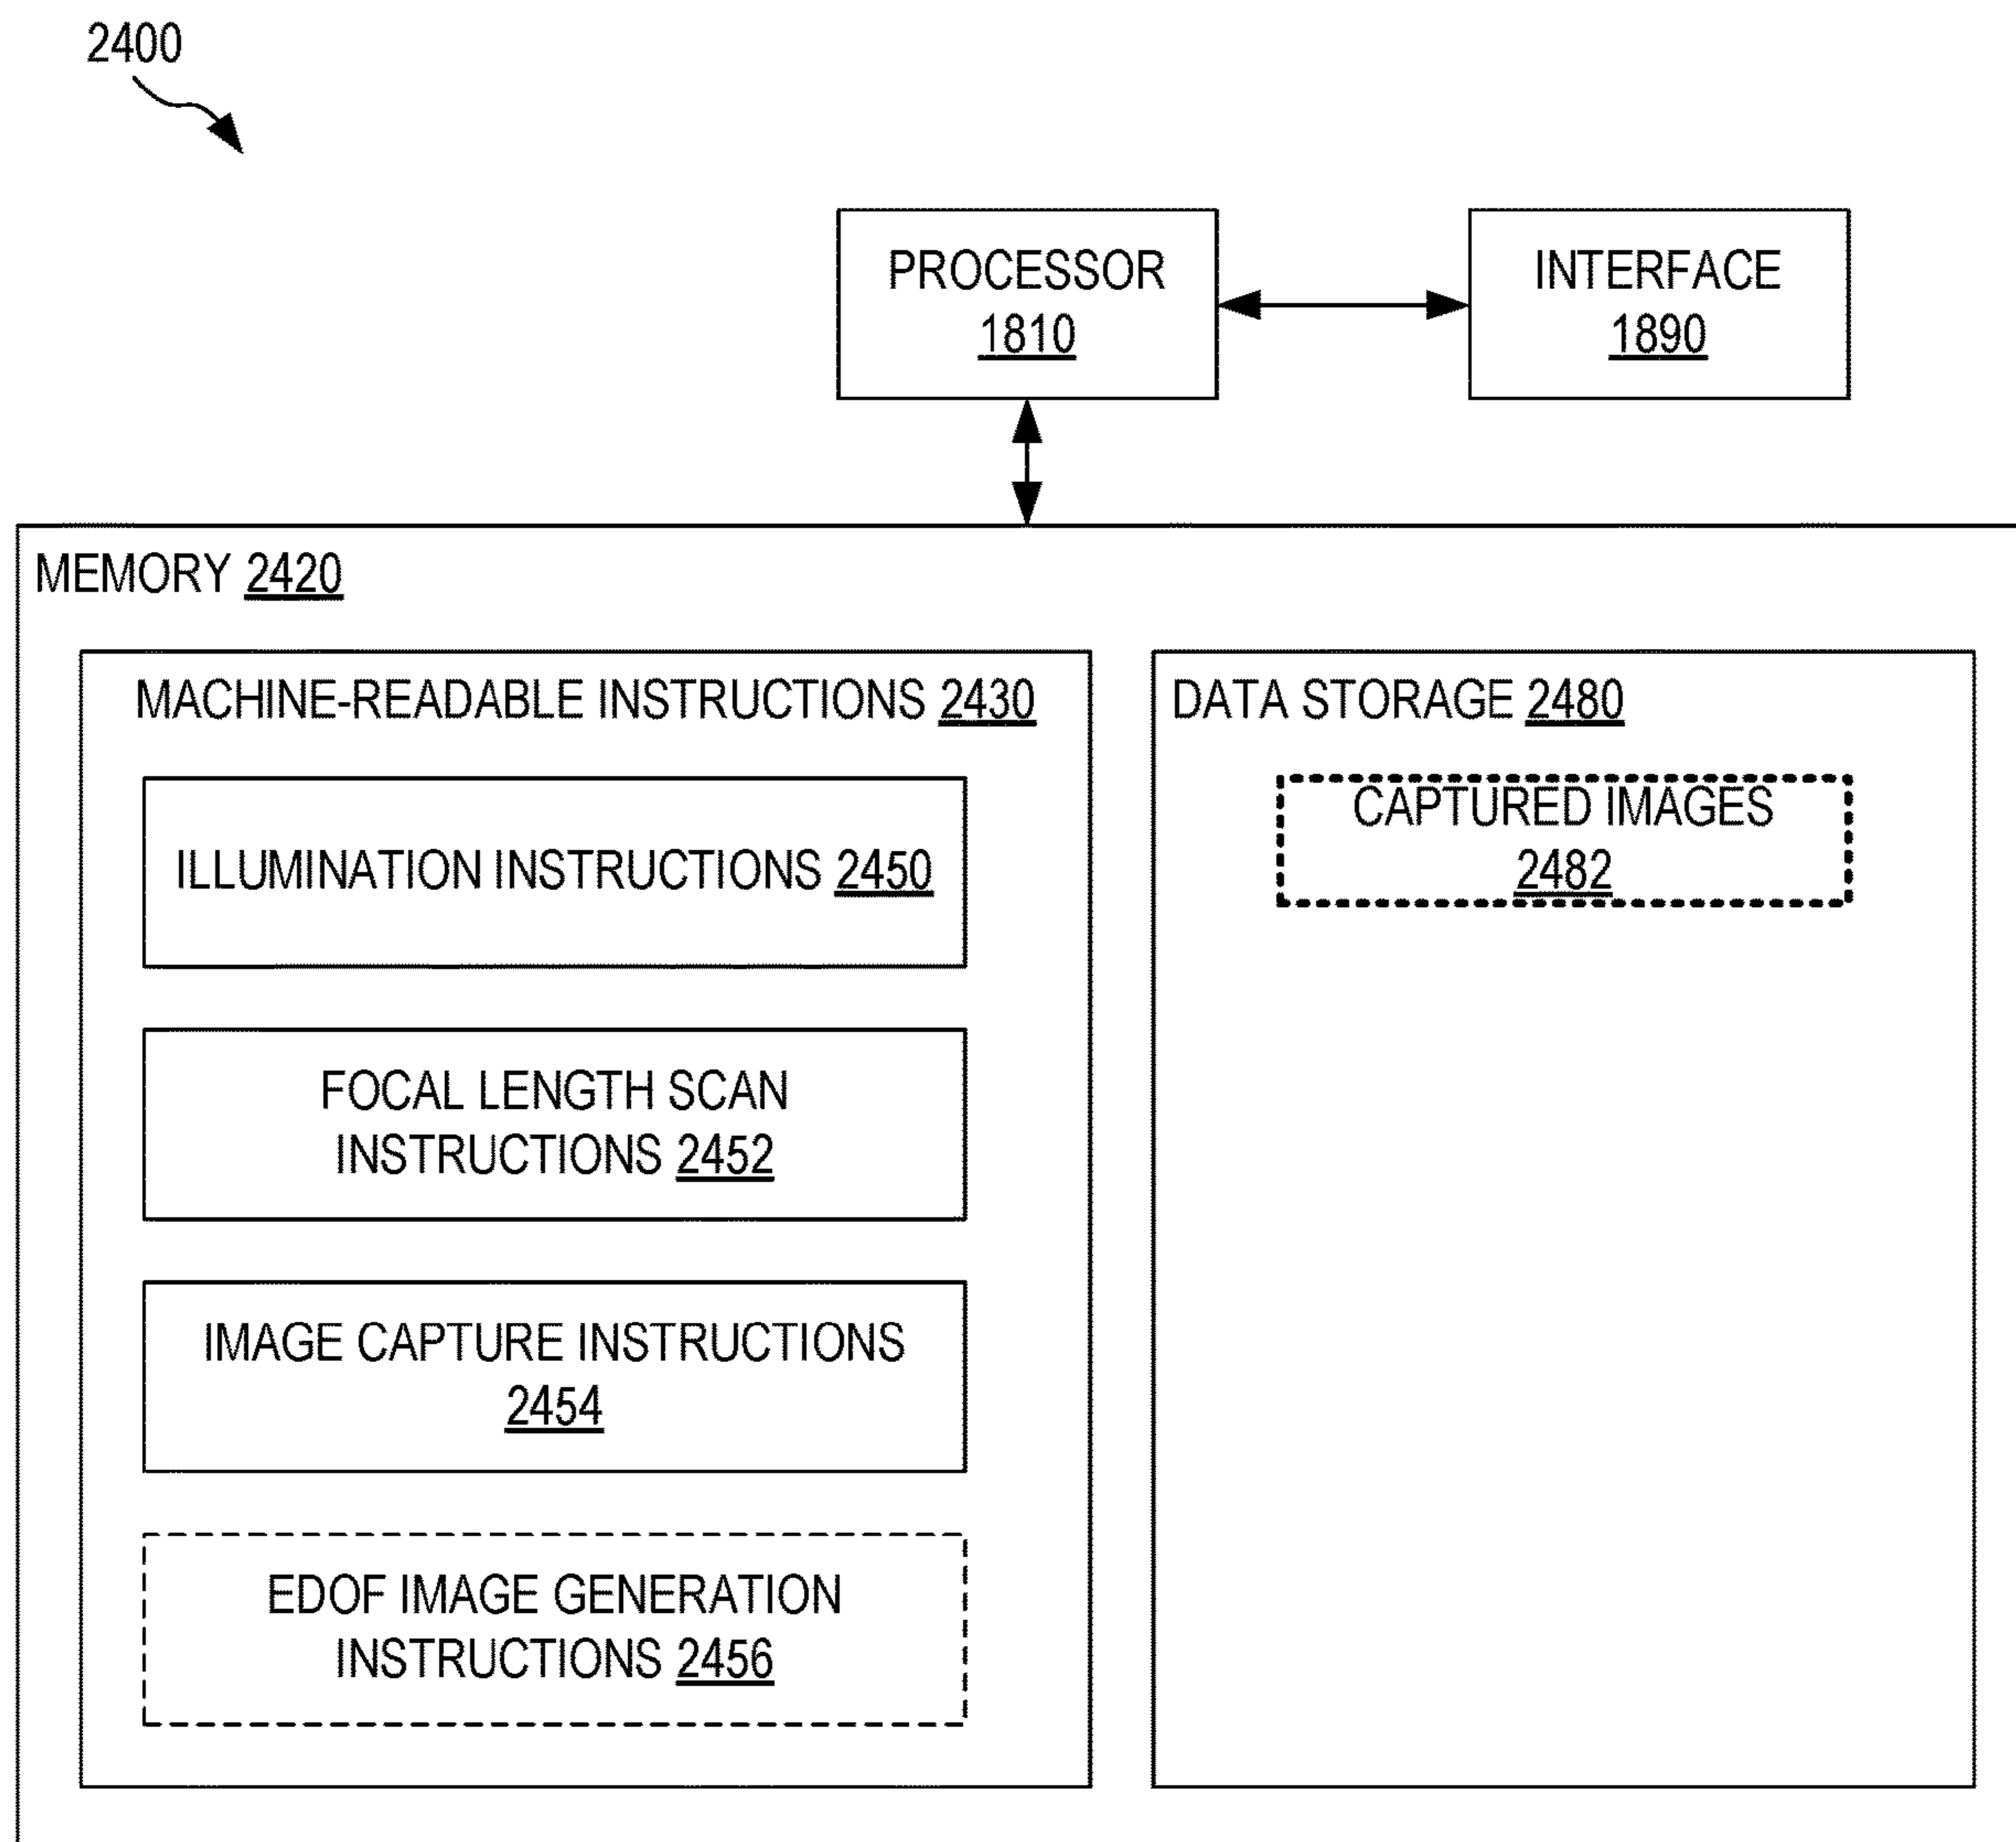 2400
PROCESSOR
1810
INTERFACE
1890
MEMORY 2420
MACHINE-READABLE INSTRUCTIONS 2430
ILLUMINATION INSTRUCTIONS 2450
FOCAL LENGTH SCAN
INSTRUCTIONS 2452
IMAGE CAPTURE INSTRUCTIONS
2454
EDOF IMAGE GENERATION
INSTRUCTIONS 2456
DATA STORAGE 2480
CAPTURED IMAGES
2482